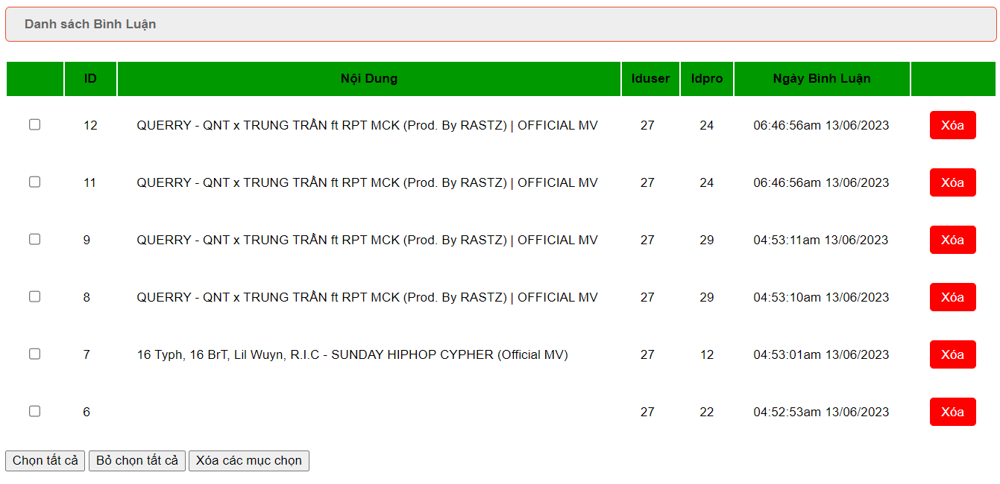 Danh sách Bình Luận
ID Nội Dung Iduser Idpro Ngày Bình Luận
12 QUERRY - QNT x TRUNG TRẦN ft RPT MCK (Prod. By RASTZ) | OFFICIAL MV 27 24 06:46:56am 13/06/2023 Xóa
11 QUERRY - QNT x TRUNG TRẦN ft RPT MCK (Prod. By RASTZ) | OFFICIAL MV 27 24 06:46:56am 13/06/2023 Xóa
9 QUERRY - QNT x TRUNG TRẦN ft RPT MCK (Prod. By RASTZ) | OFFICIAL MV 27 29 04:53:11am 13/06/2023 Xóa
8 QUERRY - QNT x TRUNG TRẦN ft RPT MCK (Prod. By RASTZ) | OFFICIAL MV 27 29 04:53:10am 13/06/2023 Xóa
7 16 Typh, 16 BrT, Lil Wuyn, R.I.C - SUNDAY HIPHOP CYPHER (Official MV) 27 12 04:53:01am 13/06/2023 Xóa
6 27 22 04:52:53am 13/06/2023 Xóa
Chọn tất cả Bỏ chọn tất cả Xóa các mục chọn